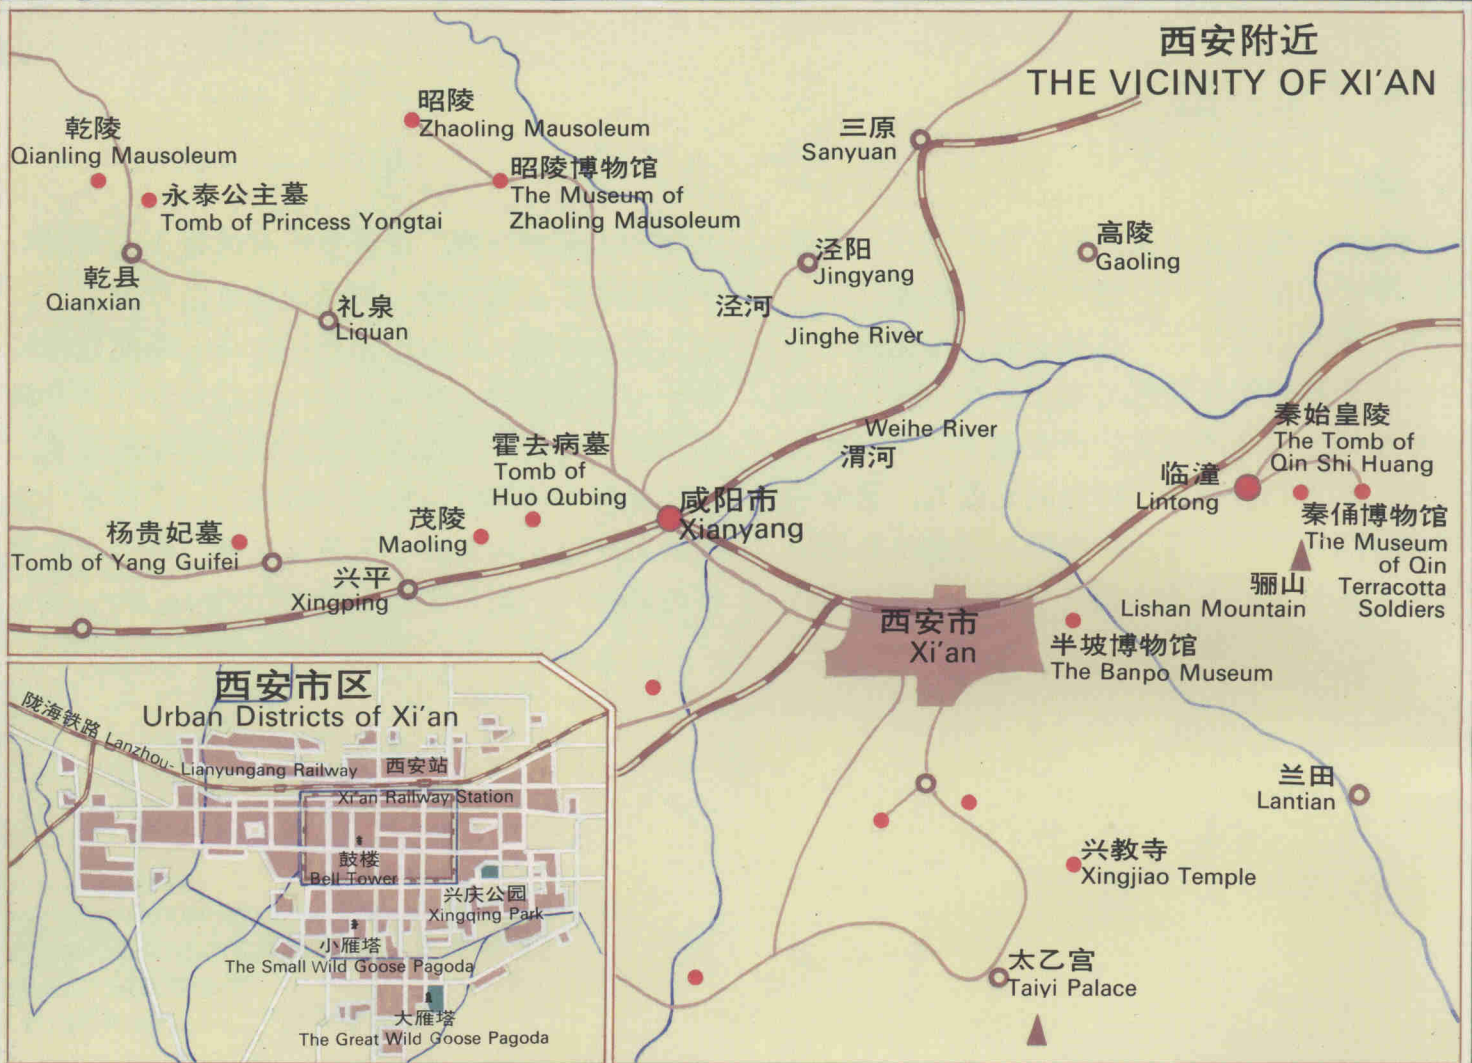 西安附近
THE VICINITY OF XI'AN
昭陵
Zhaoling Mausoleum
乾陵
Qianling Mausoleum
三原
Sanyuan
昭陵博物馆
The Museum of
Zhaoling Mausoleum
永泰公主墓
Tomb of Princess Yongtai
高陵
Gaoling
泾阳
Jingyang
乾县
Qianxian
礼泉
Liquan
泾河
Jinghe River
秦始皇陵
The Tomb of
Qin Shi Huang
Weihe River
渭河
霍去病墓
Tomb of
Huo Qubing
临潼
Lintong
咸阳市
Xianyang
茂陵
Maoling
杨贵妃墓
Tomb of Yang Guifei
秦俑博物馆
The Museum
of Qin
Terracotta
Soldiers
兴平
Xingping
骊山
Lishan Mountain
西安市
Xi'an
半坡博物馆
The Banpo Museum
兰田
Lantian
兴教寺
Xingjiao Temple
太乙宫
Taiyi Palace
西安市区
Urban Districts of Xi'an
陇海铁路
Lanzhou-Lianyungang Railway
西安站
Xi'an Railway Station
鼓楼
Bell Tower
兴庆公园
Xingqing Park
小雁塔
The Small Wild Goose Pagoda
大雁塔
The Great Wild Goose Pagoda